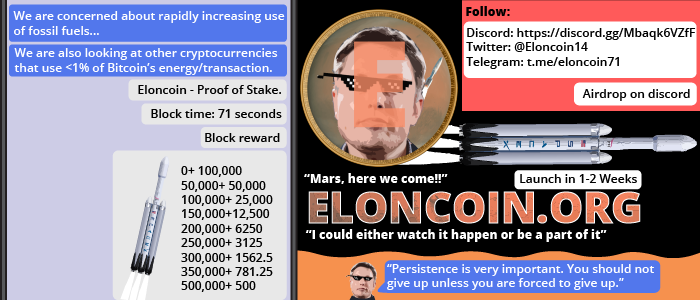 We are concerned about rapidly increasing use
of fossil fuels...
We are also looking at other cryptocurrencies
that use <1% of Bitcoin's energy/transaction.
Eloncoin - Proof of Stake.
Block time: 71 seconds
Block reward
0+ 100,000
50,000+ 50,000
100,000+ 25,000
150,000+12,500
200,000+ 6250
250,000+ 3125
300,000+ 1562.5
350,000+ 781.25
500,000+ 500
Follow:
Discord: https://discord.gg/Mbaqk6VZfF
Twitter: @Eloncoin14
Telegram: t.me/eloncoin71
Airdrop on discord
SPACEX
"Mars, here we come!!"
Launch in 1-2 Weeks
ELONCOIN.ORG
"I could either watch it happen or be a part of it"
"Persistence is very important. You should not
give up unless you are forced to give up."